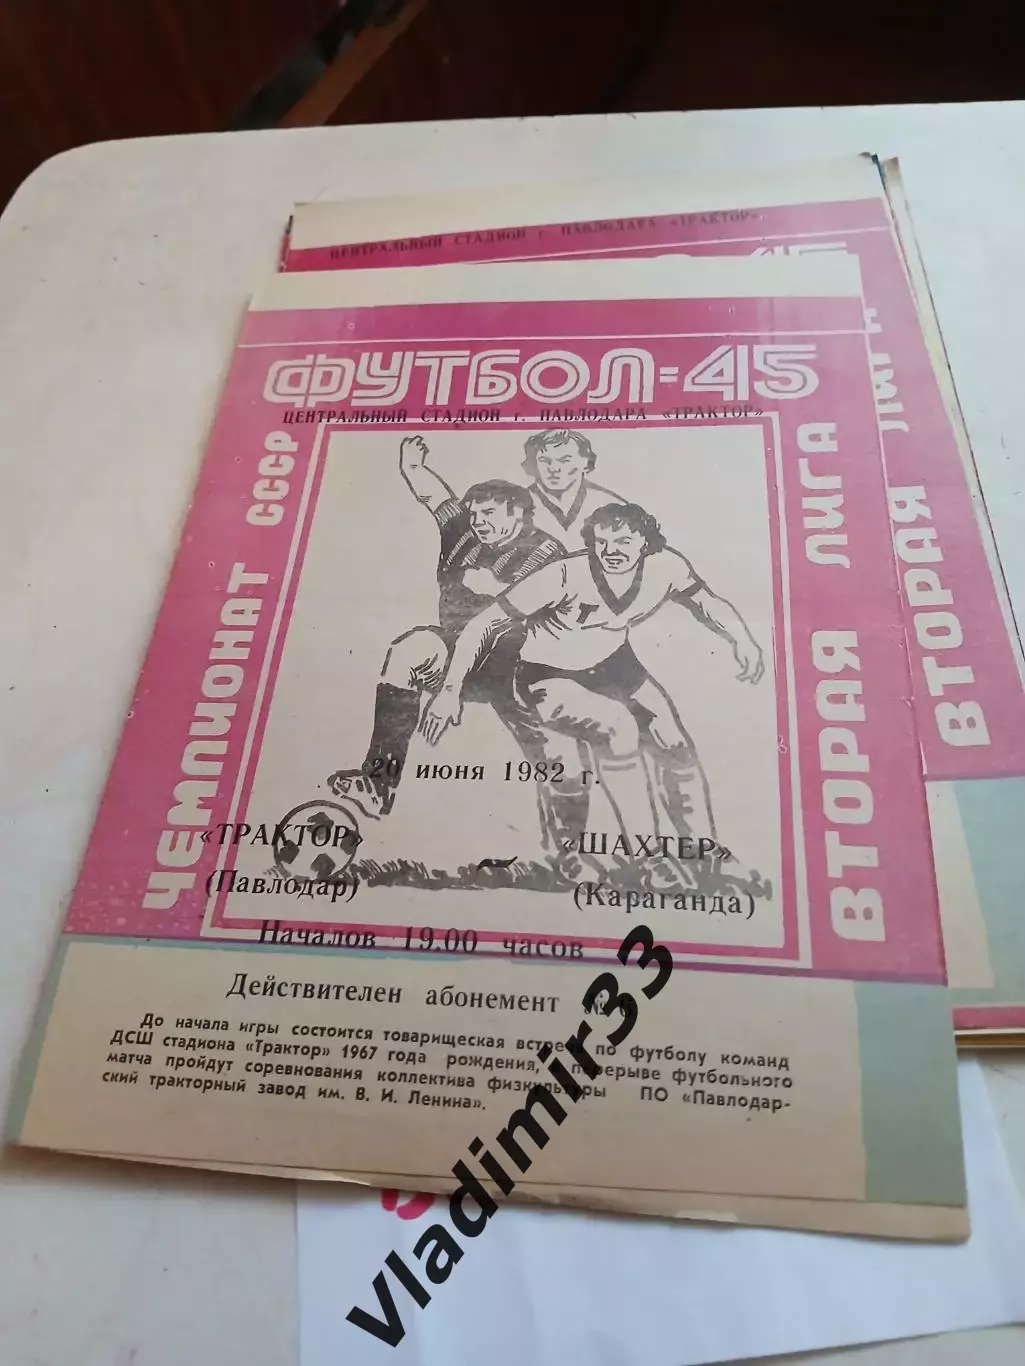 ЦЕНТРАЛЬНЫЙ СТАДИОН г. ПАВЛОДАРА «ТРАКТОР»
ФУТБОЛ-45
ЦЕНТРАЛЬНЫЙ СТАДИОН г. ПАВЛОДАРА «ТРАКТОР»
ЧЕМПИОНАТ СССР
ВТОРАЯ ЛИГА
ВТОРАЯ ЛИГА
Т
20 июня 1982 г.
«ТРАКТОР» ~ «ШАХТЕР»
(Павлодар) (Караганда)
Началов 19.00 часов
Действителен абонемент №
До начала игры состоится товарищеская встреча по футболу команд
ДСШ стадиона «Трактор» 1967 года рождения, перерыве футбольного
матча пройдут соревнования коллектива физкультуры ПО «Павлодар-
ский тракторный завод им. В. И. Ленина».
vladimir33